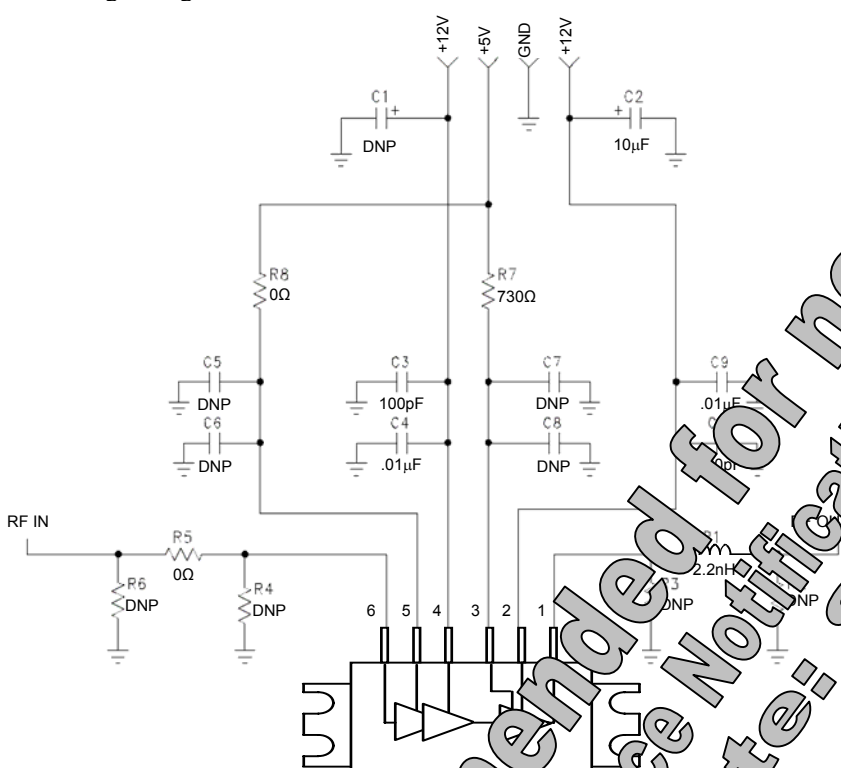 +12V
+5V
GND
+12V
C1
+
DNP
C2
+
10µF
R8
0Ω
R7
730Ω
C5
DNP
C3
100pF
C7
DNP
C9
.01µF
C6
DNP
C4
.01µF
C8
DNP
RF IN
R5
0Ω
R6
DNP
R4
DNP
2.2nH
6
5
4
3
2
1